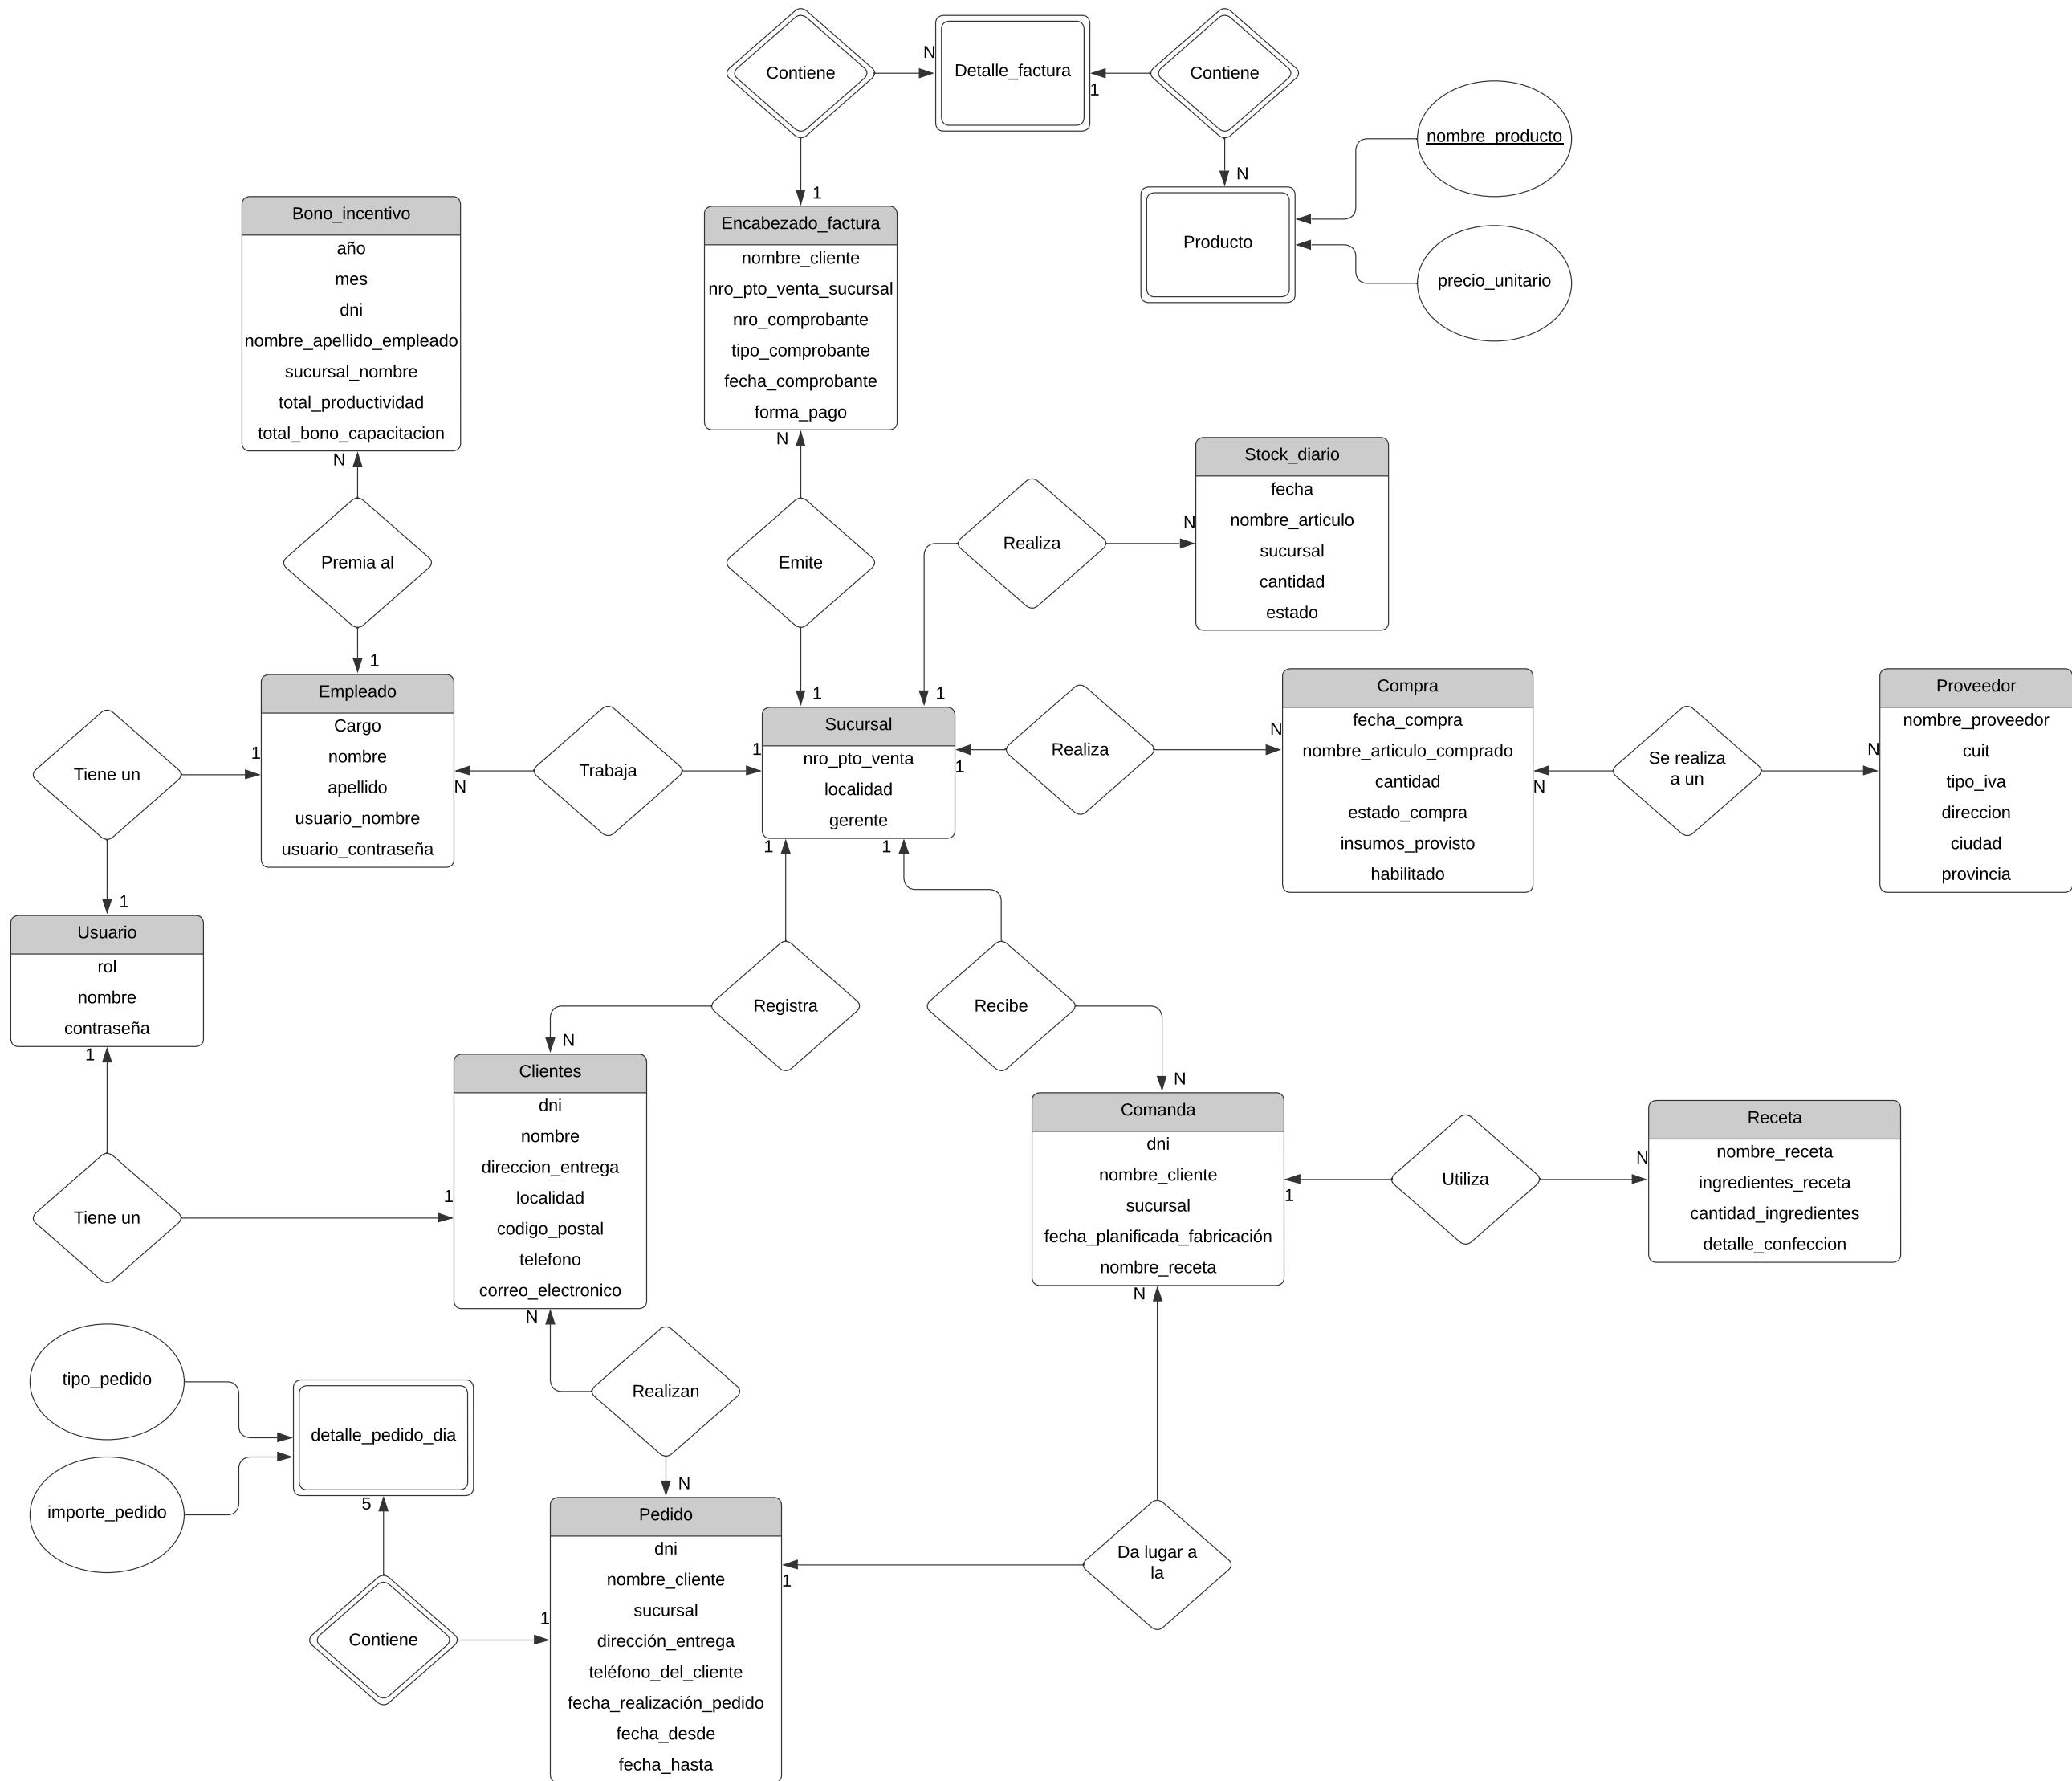 Contiene
N
Detalle_factura
Contiene
1
nombre_producto
N
Producto
precio_unitario
1
Encabezado_factura
nombre_cliente
nro_pto_venta_sucursal
nro_comprobante
tipo_comprobante
fecha_comprobante
forma_pago
N
Bono_incentivo
año
mes
dni
nombre_apellido_empleado
sucursal_nombre
total_productividad
total_bono_capacitacion
N
Premia al
1
Emite
1
Realiza
N
1
Stock_diario
fecha
nombre_articulo
sucursal
cantidad
estado
Tiene un
1
1
Empleado
Cargo
nombre
apellido
usuario_nombre
usuario_contraseña
N
Trabaja
1
Sucursal
nro_pto_venta
localidad
gerente
1
Realiza
N
Compra
fecha_compra
nombre_articulo_comprado
cantidad
estado_compra
insumos_provisto
habilitado
N
Se realiza
a un
N
Proveedor
nombre_proveedor
cuit
tipo_iva
direccion
ciudad
provincia
1
1
Usuario
rol
nombre
contraseña
1
Registra
N
Recibe
N
Clientes
dni
nombre
direccion_entrega
localidad
codigo_postal
telefono
correo_electronico
N
Tiene un
1
Comanda
dni
nombre_cliente
sucursal
fecha_planificada_fabricación
nombre_receta
N
1
Utiliza
N
Receta
nombre_receta
ingredientes_receta
cantidad_ingredientes
detalle_confeccion
tipo_pedido
importe_pedido
detalle_pedido_dia
5
Contiene
1
Realizan
N
Pedido
dni
nombre_cliente
sucursal
dirección_entrega
teléfono_del_cliente
fecha_realización_pedido
fecha_desde
fecha_hasta
1
Da lugar a
la